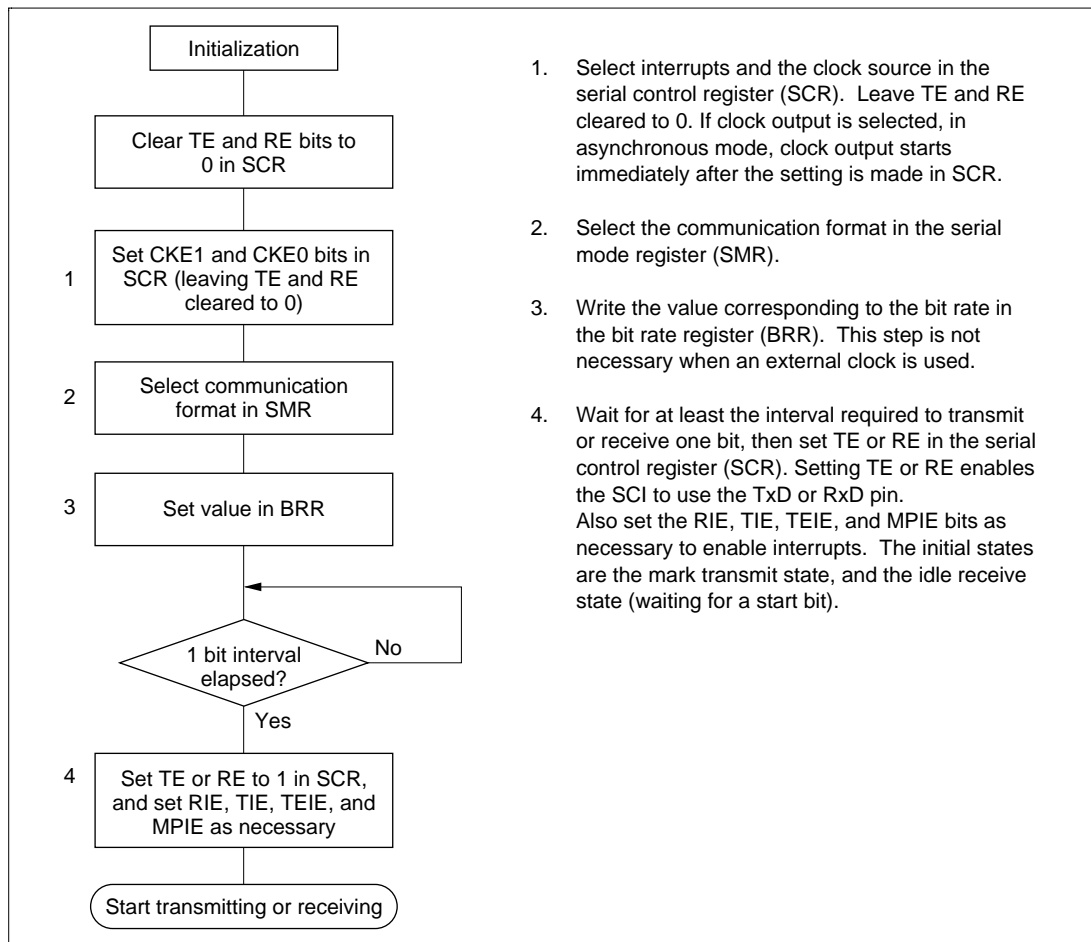 Initialization
Clear TE and RE bits to
0 in SCR
1
Set CKE1 and CKE0 bits in
SCR (leaving TE and RE
cleared to 0)
2
Select communication
format in SMR
3
Set value in BRR
1 bit interval
elapsed?
No
Yes
4
Set TE or RE to 1 in SCR,
and set RIE, TIE, TEIE, and
MPIE as necessary
Start transmitting or receiving
1. Select interrupts and the clock source in the
serial control register (SCR). Leave TE and RE
cleared to 0. If clock output is selected, in
asynchronous mode, clock output starts
immediately after the setting is made in SCR.
2. Select the communication format in the serial
mode register (SMR).
3. Write the value corresponding to the bit rate in
the bit rate register (BRR). This step is not
necessary when an external clock is used.
4. Wait for at least the interval required to transmit
or receive one bit, then set TE or RE in the serial
control register (SCR). Setting TE or RE enables
the SCI to use the TxD or RxD pin.
Also set the RIE, TIE, TEIE, and MPIE bits as
necessary to enable interrupts. The initial states
are the mark transmit state, and the idle receive
state (waiting for a start bit).